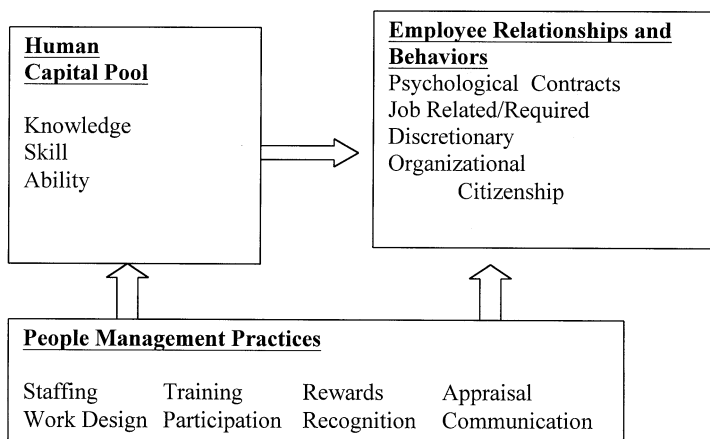 Human
Capital Pool
Knowledge
Skill
Ability
Employee Relationships and
Behaviors
Psychological Contracts
Job Related/Required
Discretionary
Organizational
Citizenship
People Management Practices
Staffing Training Rewards Appraisal
Work Design Participation Recognition Communication